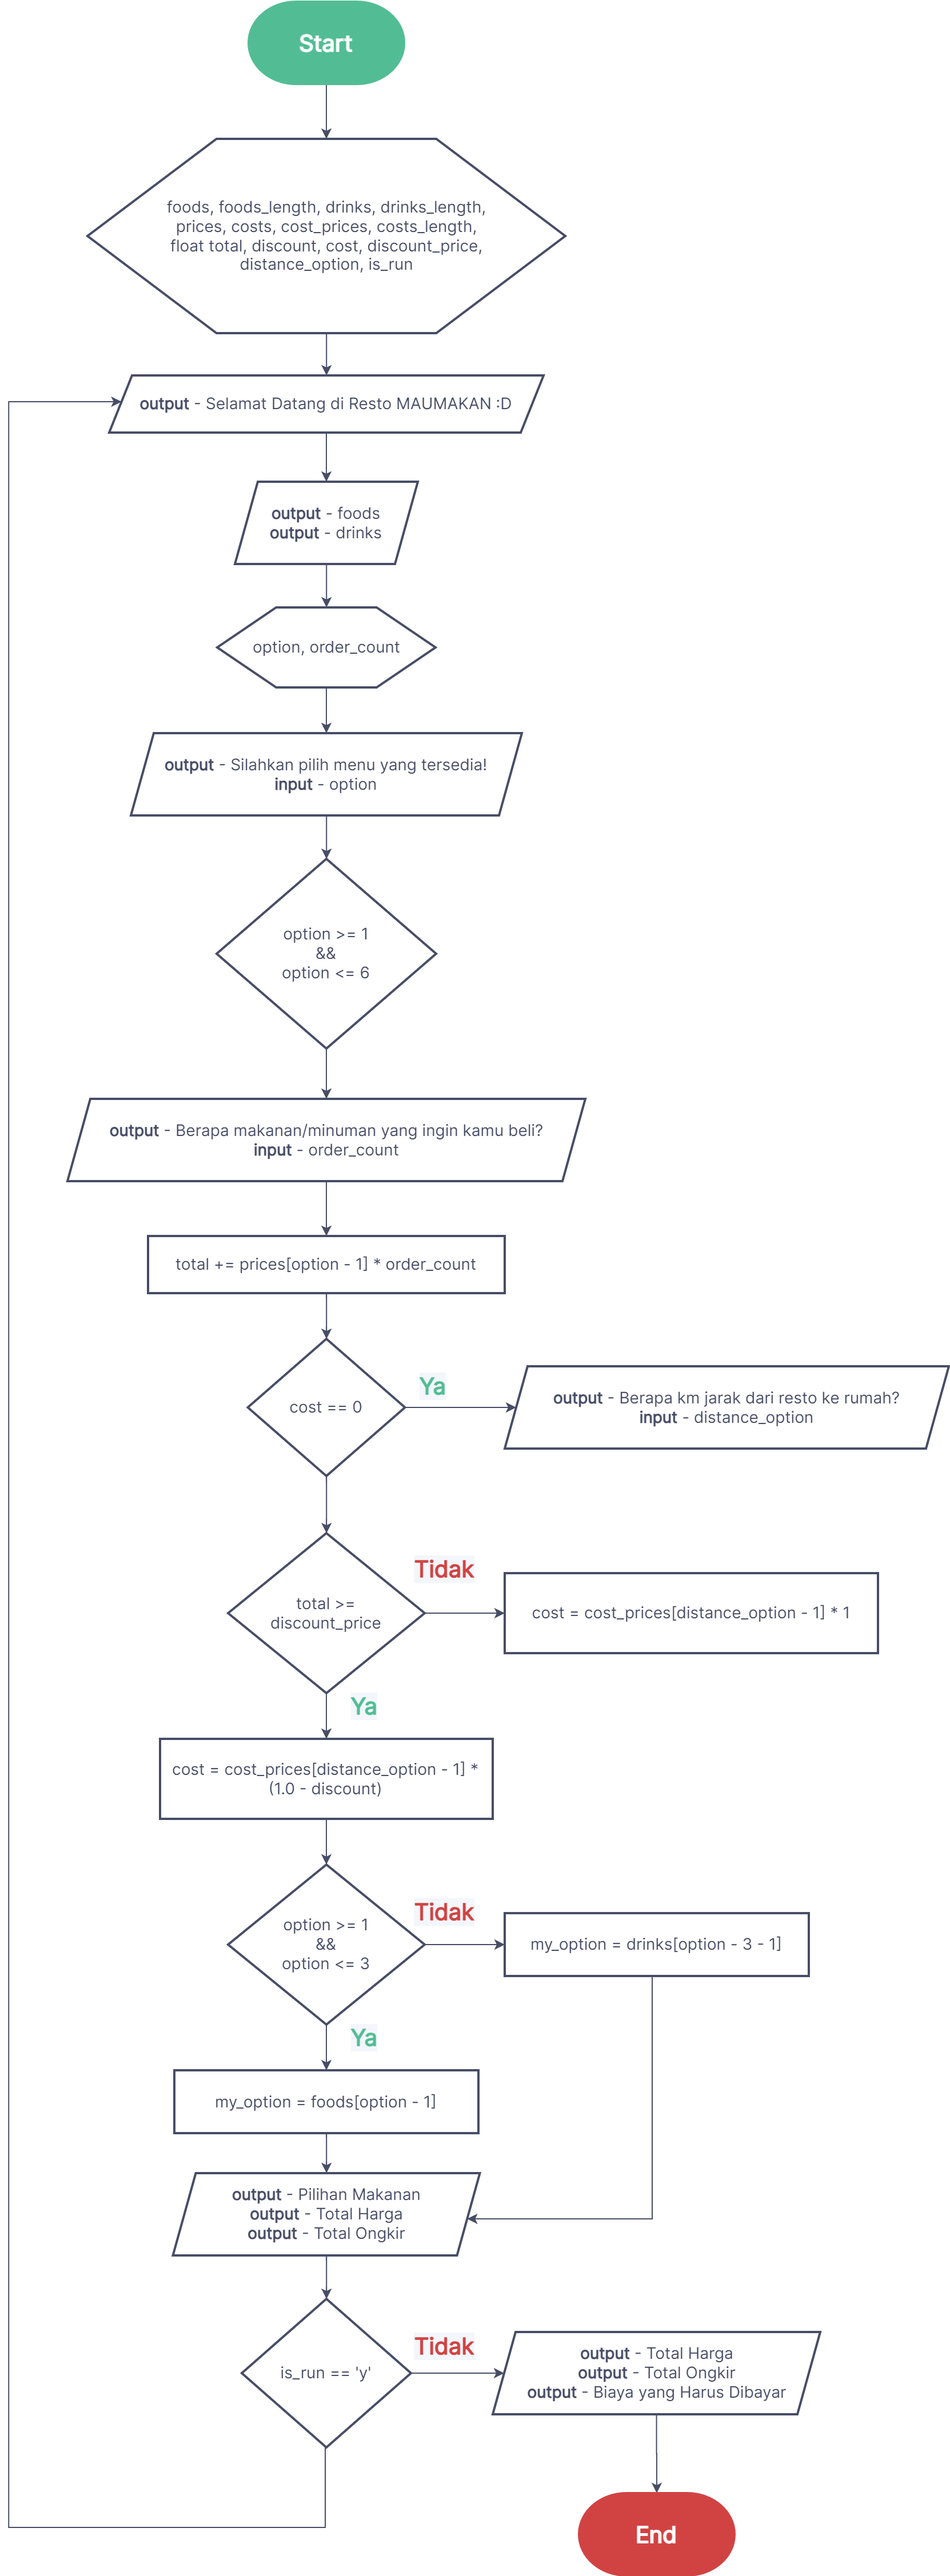 Start
foods, foods_length, drinks, drinks_length,
prices, costs, cost_prices, costs_length,
float total, discount, cost, discount_price,
distance_option, is_run
output - Selamat Datang di Resto MAUMAKAN :D
output - foods
output - drinks
option, order_count
output - Silahkan pilih menu yang tersedia!
input - option
option >= 1
&&
option <= 6
output - Berapa makanan/minuman yang ingin kamu beli?
input - order_count
total += prices[option - 1] * order_count
cost == 0
Ya
output - Berapa km jarak dari resto ke rumah?
input - distance_option
total >=
discount_price
Tidak
cost = cost_prices[distance_option - 1] * 1
Ya
cost = cost_prices[distance_option - 1] *
(1.0 - discount)
option >= 1
&&
option <= 3
Tidak
my_option = drinks[option - 3 - 1]
Ya
my_option = foods[option - 1]
output - Pilihan Makanan
output - Total Harga
output - Total Ongkir
is_run == 'y'
Tidak
output - Total Harga
output - Total Ongkir
output - Biaya yang Harus Dibayar
End